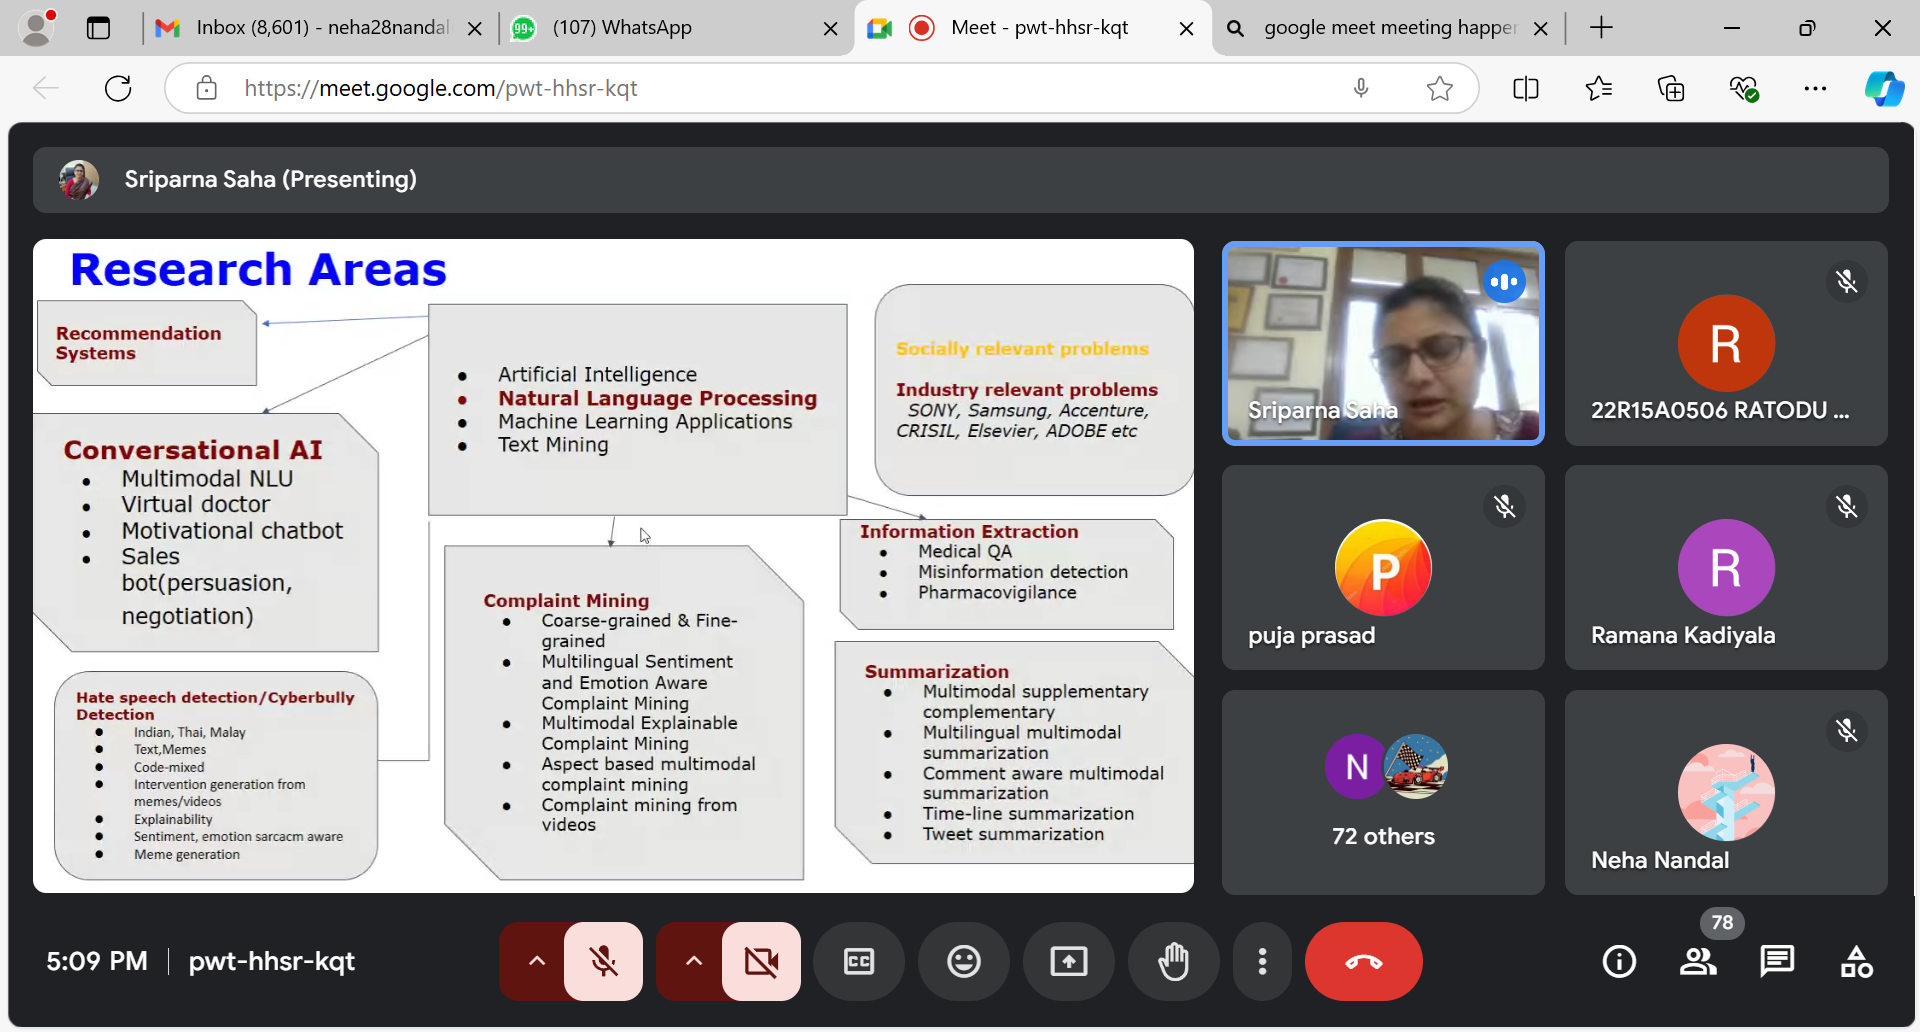 Inbox (8,601) - neha28nandal
99+
(107) WhatsApp
Meet - pwt-hhsr-kqt
google meet meeting happen
https://meet.google.com/pwt-hhsr-kqt
Sriparna Saha (Presenting)
Research Areas
Recommendation
Systems
Artificial Intelligence
Natural Language Processing
Machine Learning Applications
Text Mining
Socially relevant problems
Industry relevant problems
SONY, Samsung, Accenture,
CRISIL, Elsevier, ADOBE etc
Conversational AI
Multimodal NLU
Virtual doctor
Motivational chatbot
Sales
bot(persuasion,
negotiation)
Information Extraction
Medical QA
Misinformation detection
Pharmacovigilance
Complaint Mining
Coarse-grained & Fine-
grained
Multilingual Sentiment
and Emotion Aware
Complaint Mining
Multimodal Explainable
Complaint Mining
Aspect based multimodal
complaint mining
Complaint mining from
videos
Summarization
Multimodal supplementary
complementary
Multilingual multimodal
summarization
Comment aware multimodal
summarization
Time-line summarization
Tweet summarization
Hate speech detection/Cyberbully
Detection
Indian, Thai, Malay
Text,Memes
Code-mixed
Intervention generation from
memes/videos
Explainability
Sentiment, emotion sarcacm aware
Meme generation
Sriparna Saha
R
22R15A0506 RATODU ...
P
puja prasad
R
Ramana Kadiyala
N
72 others
Neha Nandal
5:09 PM
pwt-hhsr-kqt
CC
78